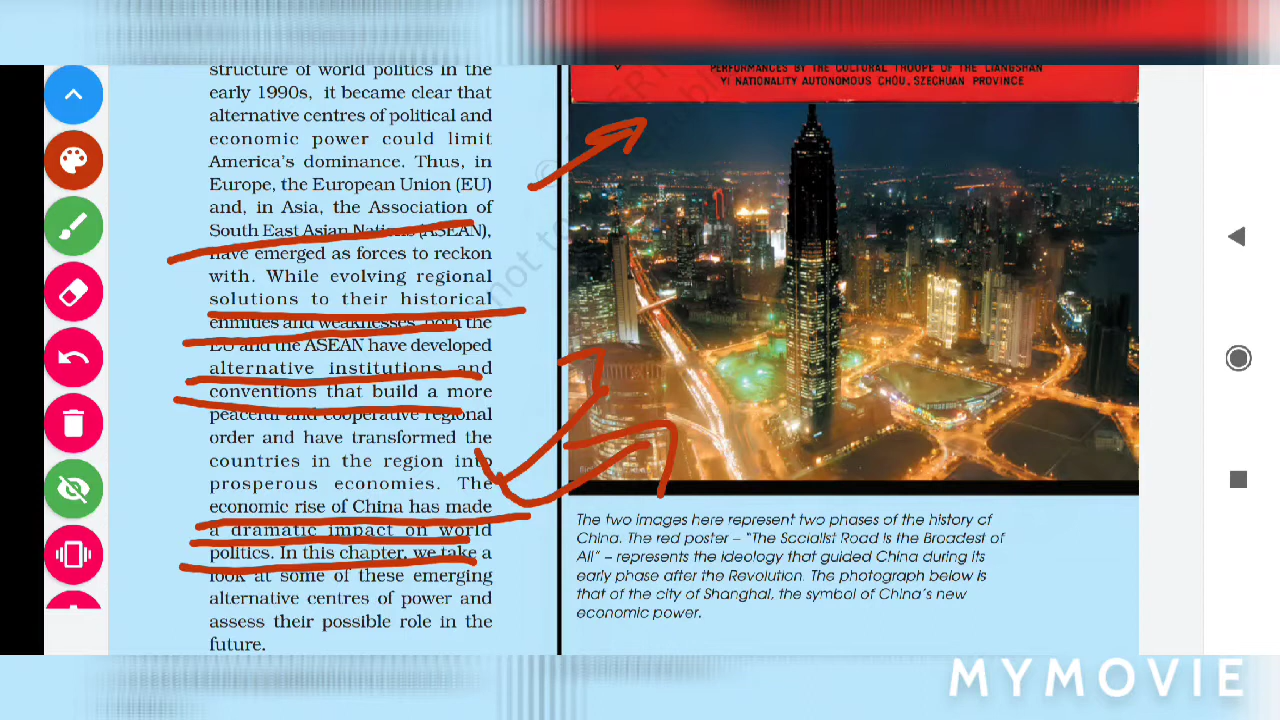 structure of world politics in the
early 1990s, it became clear that
alternative centres of political and
economic power could limit
America's dominance. Thus, in
Europe, the European Union (EU)
and, in Asia, the Association of
South East Asian Nations (ASEAN),
have emerged as forces to reckon
with. While evolving regional
solutions to their historical
enmities and weaknesses, both the
EU and the ASEAN have developed
alternative institutions and
conventions that build a more
peaceful and cooperative regional
order and have transformed the
countries in the region into
prosperous economies. The
economic rise of China has made
a dramatic impact on world
politics. In this chapter, we take a
look at some of these emerging
alternative centres of power and
assess their possible role in the
future.
PERFORMANCES BY THE CULTURAL TROUPE OF THE LIANGSHAN
YI NATIONALITY AUTONOMOUS CHOU, SZECHUAN PROVINCE
The two images here represent two phases of the history of
China. The red poster – "The Socialist Road is the Broadest of
All" – represents the ideology that guided China during its
early phase after the Revolution. The photograph below is
that of the city of Shanghai, the symbol of China's new
economic power.
MYMOVIE